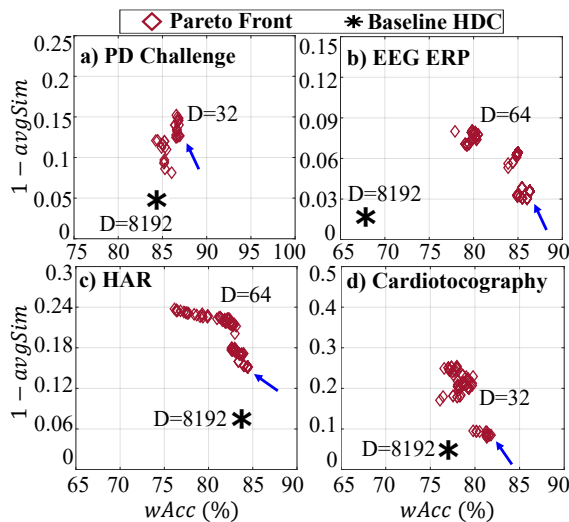 Pareto Front
Baseline HDC
a) PD Challenge
1 − avgSim
0.25
0.2
0.15
0.1
0.05
0
D=32
D=8192
75 80 85 90 95 100
b) EEG ERP
0.15
0.12
0.09
0.06
0.03
0
D=64
D=8192
65 70 75 80 85 90
c) HAR
1 − avgSim
0.3
0.24
0.18
0.12
0.06
0
D=64
D=8192
65 70 75 80 85 90
wAcc (%)
d) Cardiotocography
0.5
0.4
0.3
0.2
0.1
0
D=32
D=8192
65 70 75 80 85 90
wAcc (%)